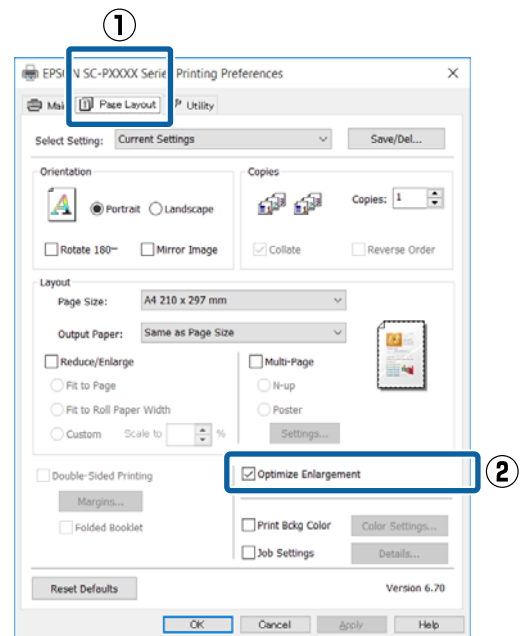 ①
EPSON SC-PXXXX Series Printing Preferences
Main Page Layout Utility
Select Setting: Current Settings Save/Del...
Orientation Copies
A Portrait Landscape Copies: 1
Rotate 180° Mirror Image Collate Reverse Order
Layout
Page Size: A4 210 x 297 mm
Output Paper: Same as Page Size
Reduce/Enlarge Multi-Page
Fit to Page N-up
Fit to Roll Paper Width Poster
Custom Scale to % Settings...
Double-Sided Printing Optimize Enlargement ②
Margins...
Folded Booklet Print Bckg Color Color Settings...
Job Settings Details...
Reset Defaults Version 6.70
OK Cancel Apply Help